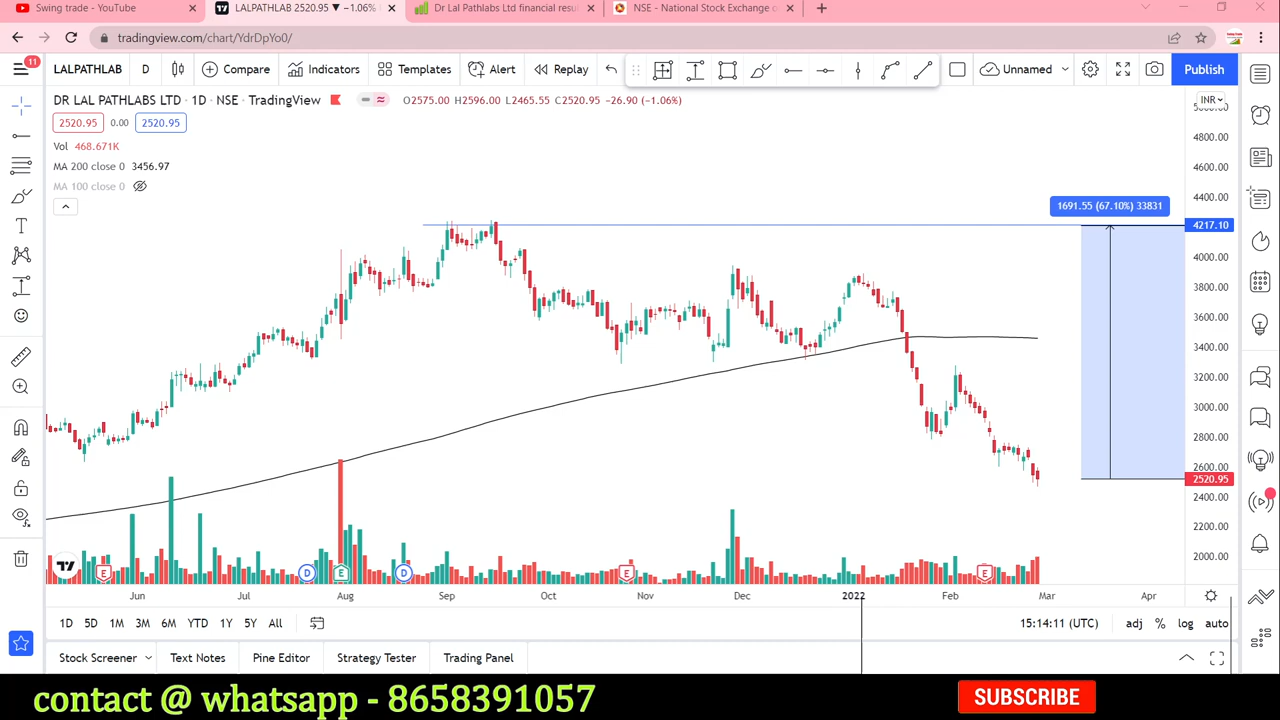 Swing trade - YouTube
LALPATHLAB 2520.95 ▼ −1.06%
Dr Lal Pathlabs Ltd financial resu
NSE - National Stock Exchange o
tradingview.com/chart/YdrDpYo0/
11
LALPATHLAB
D
Compare
Indicators
Templates
Alert
Replay
Unnamed
Publish
DR LAL PATHLABS LTD · 1D · NSE · TradingView
O2575.00 H2596.00 L2465.55 C2520.95 −26.90 (−1.06%)
INR
2520.95
0.00
2520.95
Vol 468.671K
MA 200 close 0 3456.97
MA 100 close 0
1691.55 (67.10%) 33831
4800.00
4600.00
4400.00
4217.10
4000.00
3800.00
3600.00
3400.00
3200.00
3000.00
2800.00
2600.00
2520.95
2400.00
2200.00
2000.00
E
D
E
D
E
E
Jun
Jul
Aug
Sep
Oct
Nov
Dec
2022
Feb
Mar
Apr
1D
5D
1M
3M
6M
YTD
1Y
5Y
All
15:14:11 (UTC)
adj
%
log
auto
Stock Screener
Text Notes
Pine Editor
Strategy Tester
Trading Panel
contact @ whatsapp - 8658391057
SUBSCRIBE